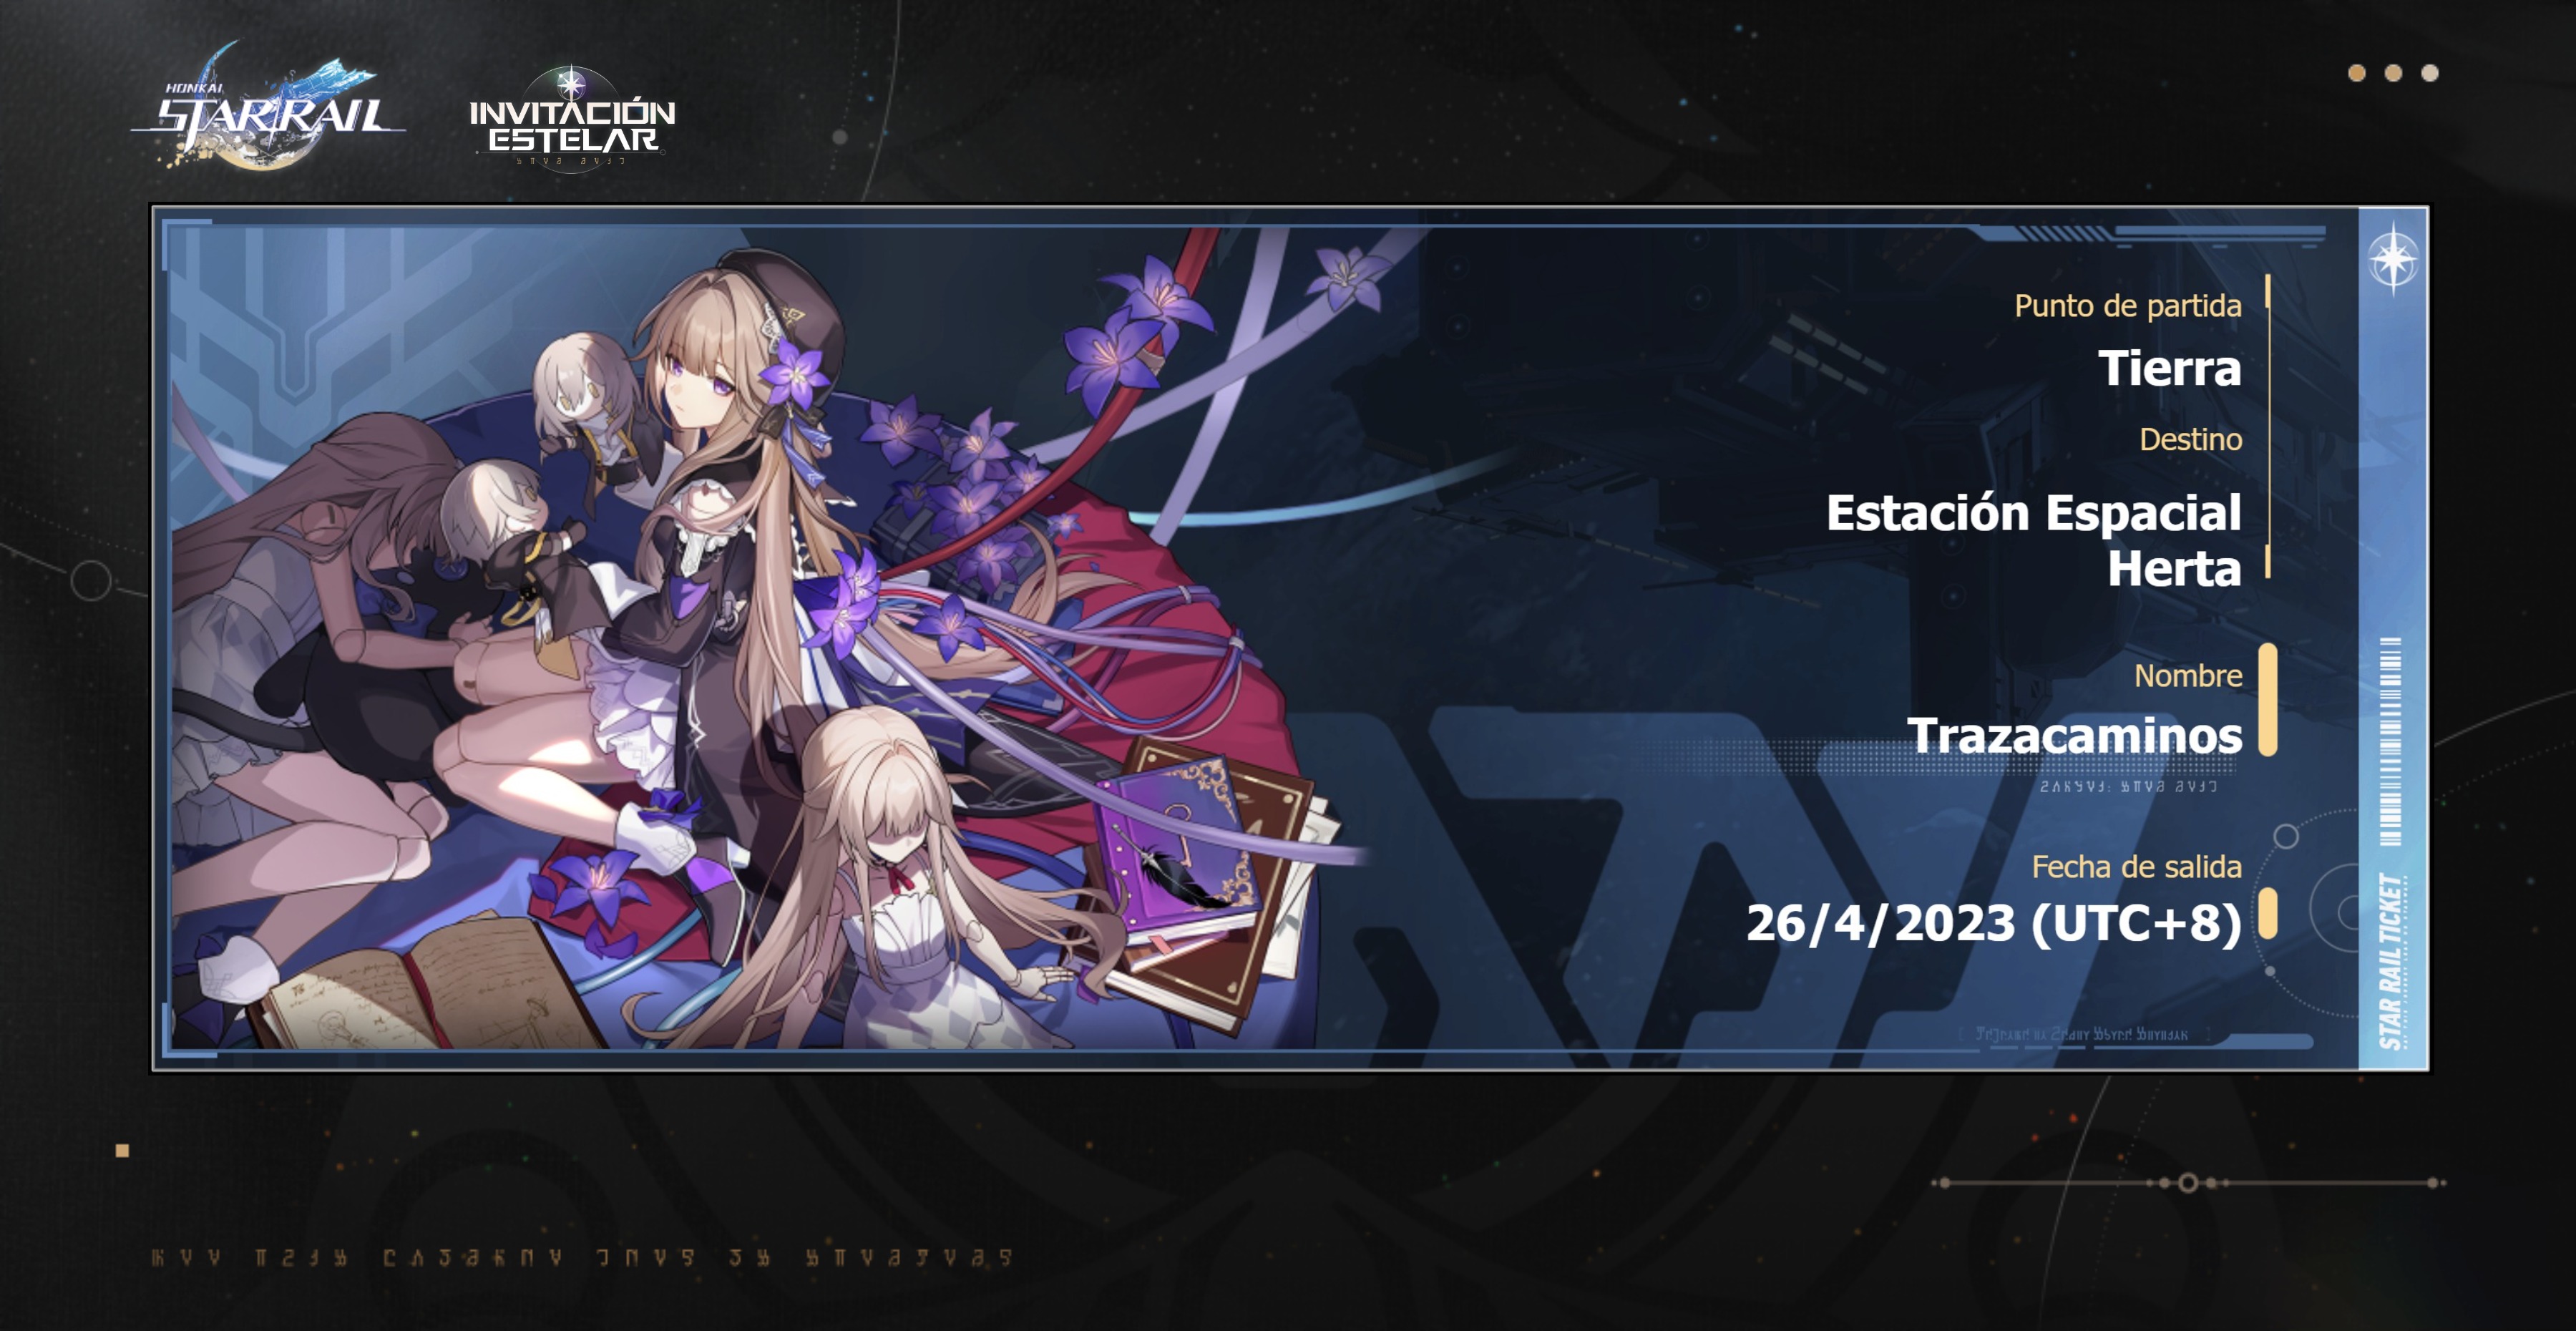 HONKAI
STAR RAIL
INVITACIÓN
ESTELAR
Punto de partida
Tierra
Destino
Estación Espacial
Herta
Nombre
Trazacaminos
Fecha de salida
26/4/2023 (UTC+8)
STAR RAIL TICKET